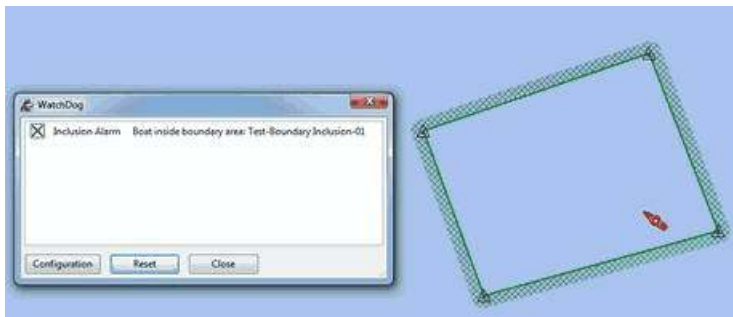 WatchDog
Inclusion Alarm Boat inside boundary area: Test-Boundary Inclusion-01
Configuration Reset Close